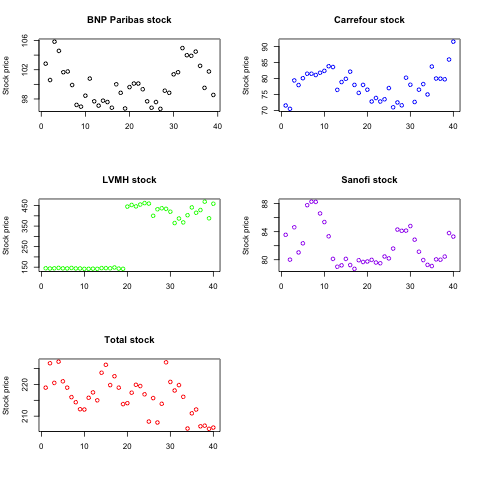 BNP Paribas stock
Stock price
106
102
98
0 10 20 30 40
Carrefour stock
Stock price
90
85
80
75
70
0 10 20 30 40
LVMH stock
Stock price
450
350
250
150
0 10 20 30 40
Sanofi stock
Stock price
88
84
80
0 10 20 30 40
Total stock
Stock price
220
210
0 10 20 30 40